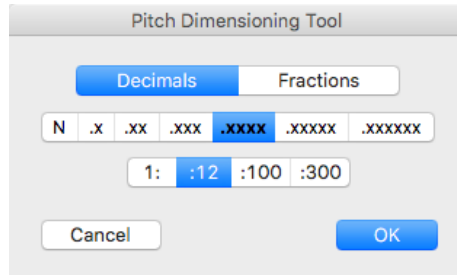 Pitch Dimensioning Tool
Decimals Fractions
N .x .xx .xxx .xxxx .xxxxx .xxxxxx
1: :12 :100 :300
Cancel OK